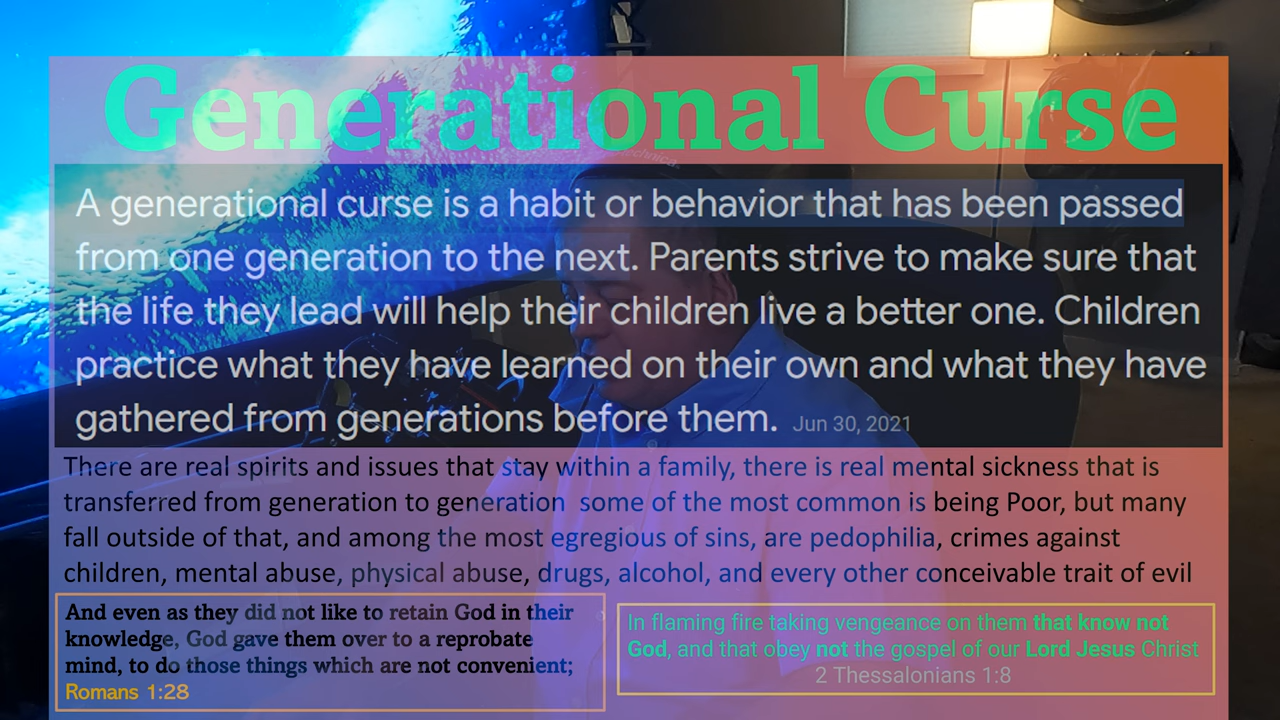 Generational Curse
A generational curse is a habit or behavior that has been passed
from one generation to the next. Parents strive to make sure that
the life they lead will help their children live a better one. Children
practice what they have learned on their own and what they have
gathered from generations before them. Jun 30, 2021
There are real spirits and issues that stay within a family, there is real mental sickness that is
transferred from generation to generation some of the most common is being Poor, but many
fall outside of that, and among the most egregious of sins, are pedophilia, crimes against
children, mental abuse, physical abuse, drugs, alcohol, and every other conceivable trait of evil
And even as they did not like to retain God in their
knowledge, God gave them over to a reprobate
mind, to do those things which are not convenient;
Romans 1:28
In flaming fire taking vengeance on them that know not
God, and that obey not the gospel of our Lord Jesus Christ
2 Thessalonians 1:8